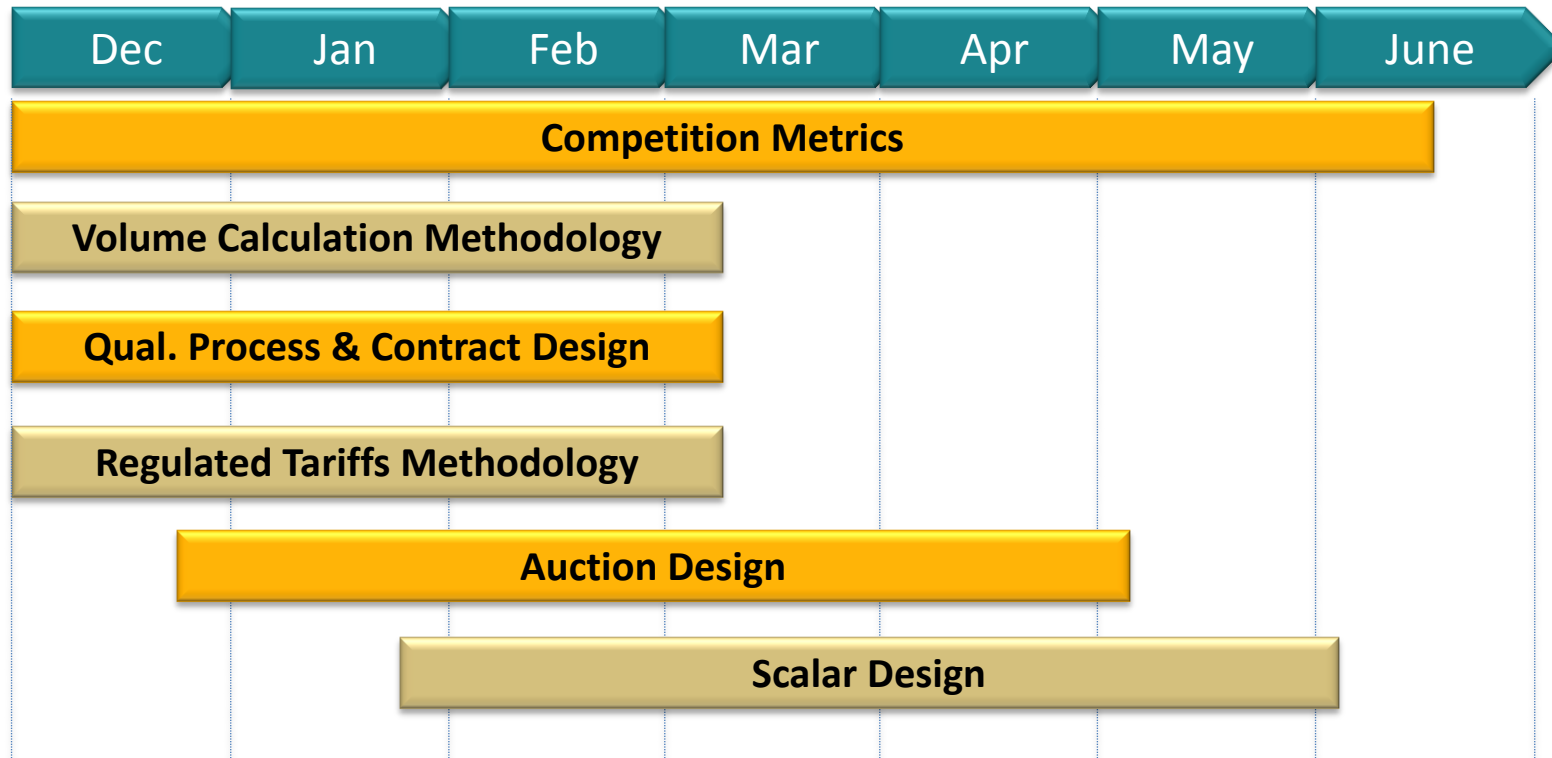 Dec Jan Feb Mar Apr May June
Competition Metrics
Volume Calculation Methodology
Qual. Process & Contract Design
Regulated Tariffs Methodology
Auction Design
Scalar Design